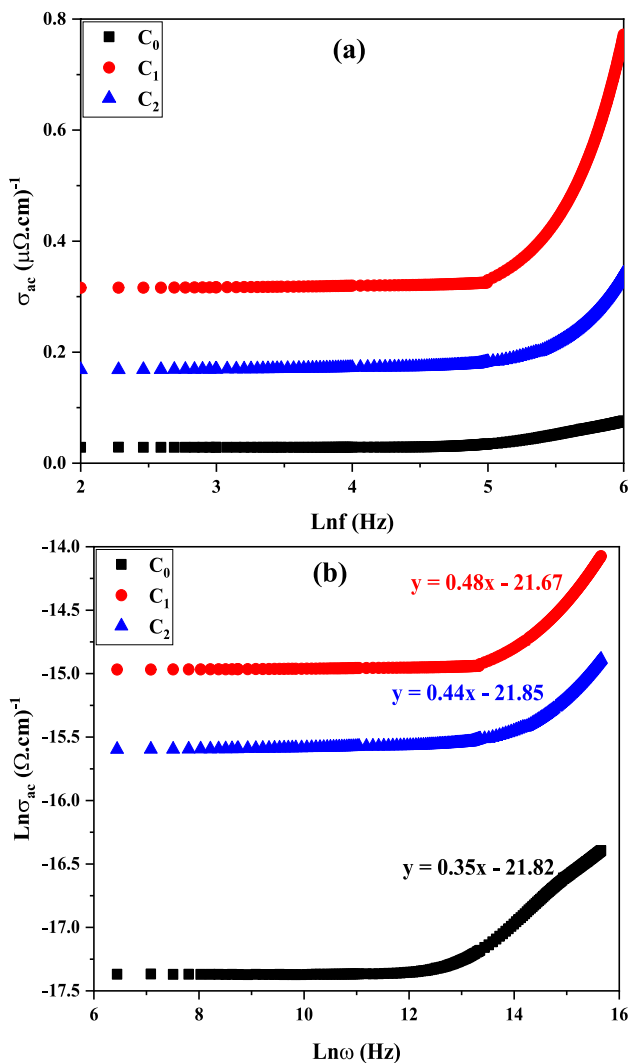 (a)
C₀
C₁
C₂
0.8
0.6
0.4
0.2
0.0
σac (μΩ.cm)⁻¹
2 3 4 5 6
Lnf (Hz)
(b)
C₀
C₁
C₂
y = 0.48x - 21.67
y = 0.44x - 21.85
y = 0.35x - 21.82
-14.0
-14.5
-15.0
-15.5
-16.0
-16.5
-17.0
-17.5
Lnσac (Ω.cm)⁻¹
6 8 10 12 14 16
Lnω (Hz)